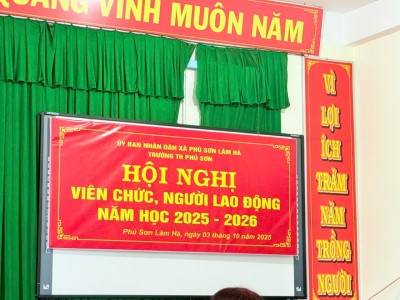 QUANG VINH MUÔN NĂM
ỦY BAN NHÂN DÂN XÃ PHÚ SƠN LÂM HÀ
TRƯỜNG TH PHÚ SƠN
HỘI NGHỊ
VIÊN CHỨC, NGƯỜI LAO ĐỘNG
NĂM HỌC 2025 - 2026
Phú Sơn Lâm Hà, ngày 03 tháng 10 năm 2025
VÌ
LỢI
ÍCH
TRĂM
NĂM
TRỒNG
NGƯỜI